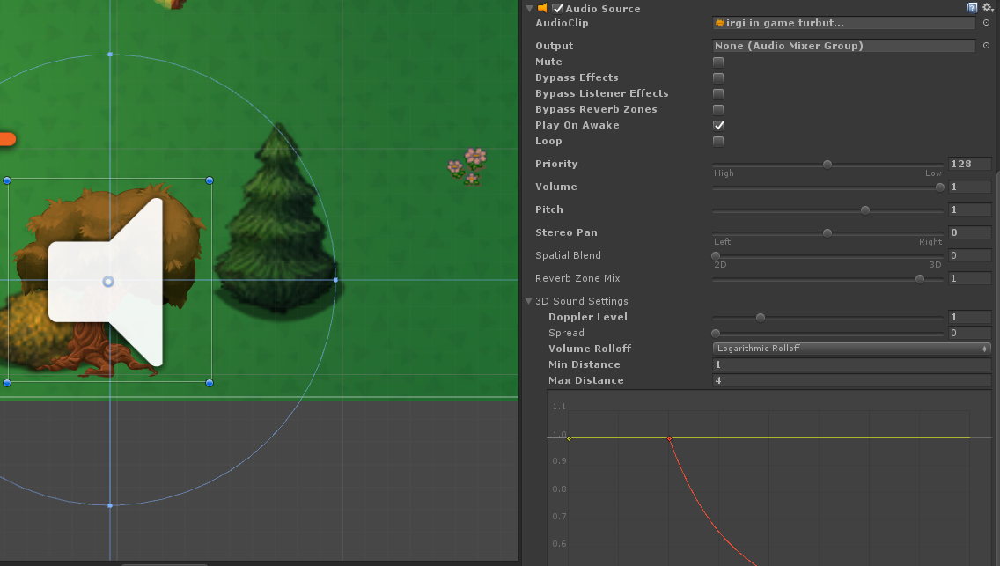 Audio Source
AudioClip irgi in game turbut...
Output None (Audio Mixer Group)
Mute
Bypass Effects
Bypass Listener Effects
Bypass Reverb Zones
Play On Awake
Loop
Priority 128
High Low
Volume 1
Pitch 1
Stereo Pan 0
Left Right
Spatial Blend 0
2D 3D
Reverb Zone Mix 1
3D Sound Settings
Doppler Level 1
Spread 0
Volume Rolloff Logarithmic Rolloff
Min Distance 1
Max Distance 4
1.1
1.0
0.9
0.8
0.7
0.6